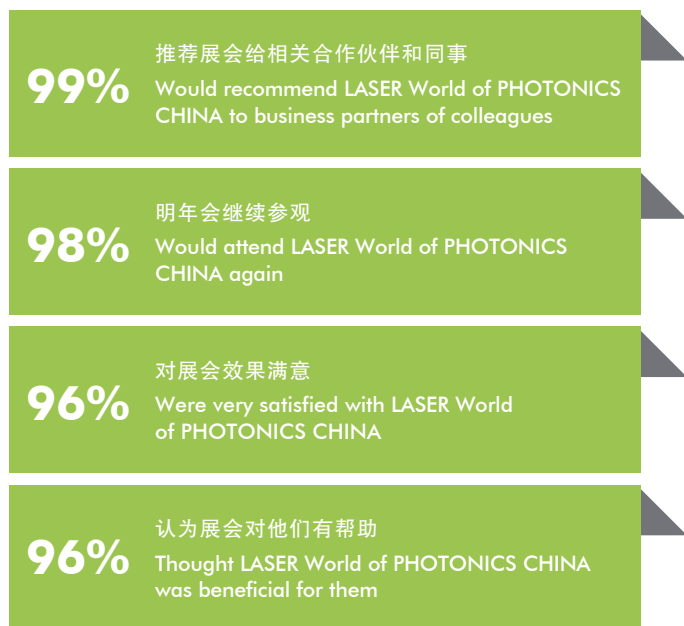 99%
推荐展会给相关合作伙伴和同事
Would recommend LASER World of PHOTONICS
CHINA to business partners of colleagues
98%
明年会继续参观
Would attend LASER World of PHOTONICS
CHINA again
96%
对展会效果满意
Were very satisfied with LASER World
of PHOTONICS CHINA
96%
认为展会对他们有帮助
Thought LASER World of PHOTONICS CHINA
was beneficial for them